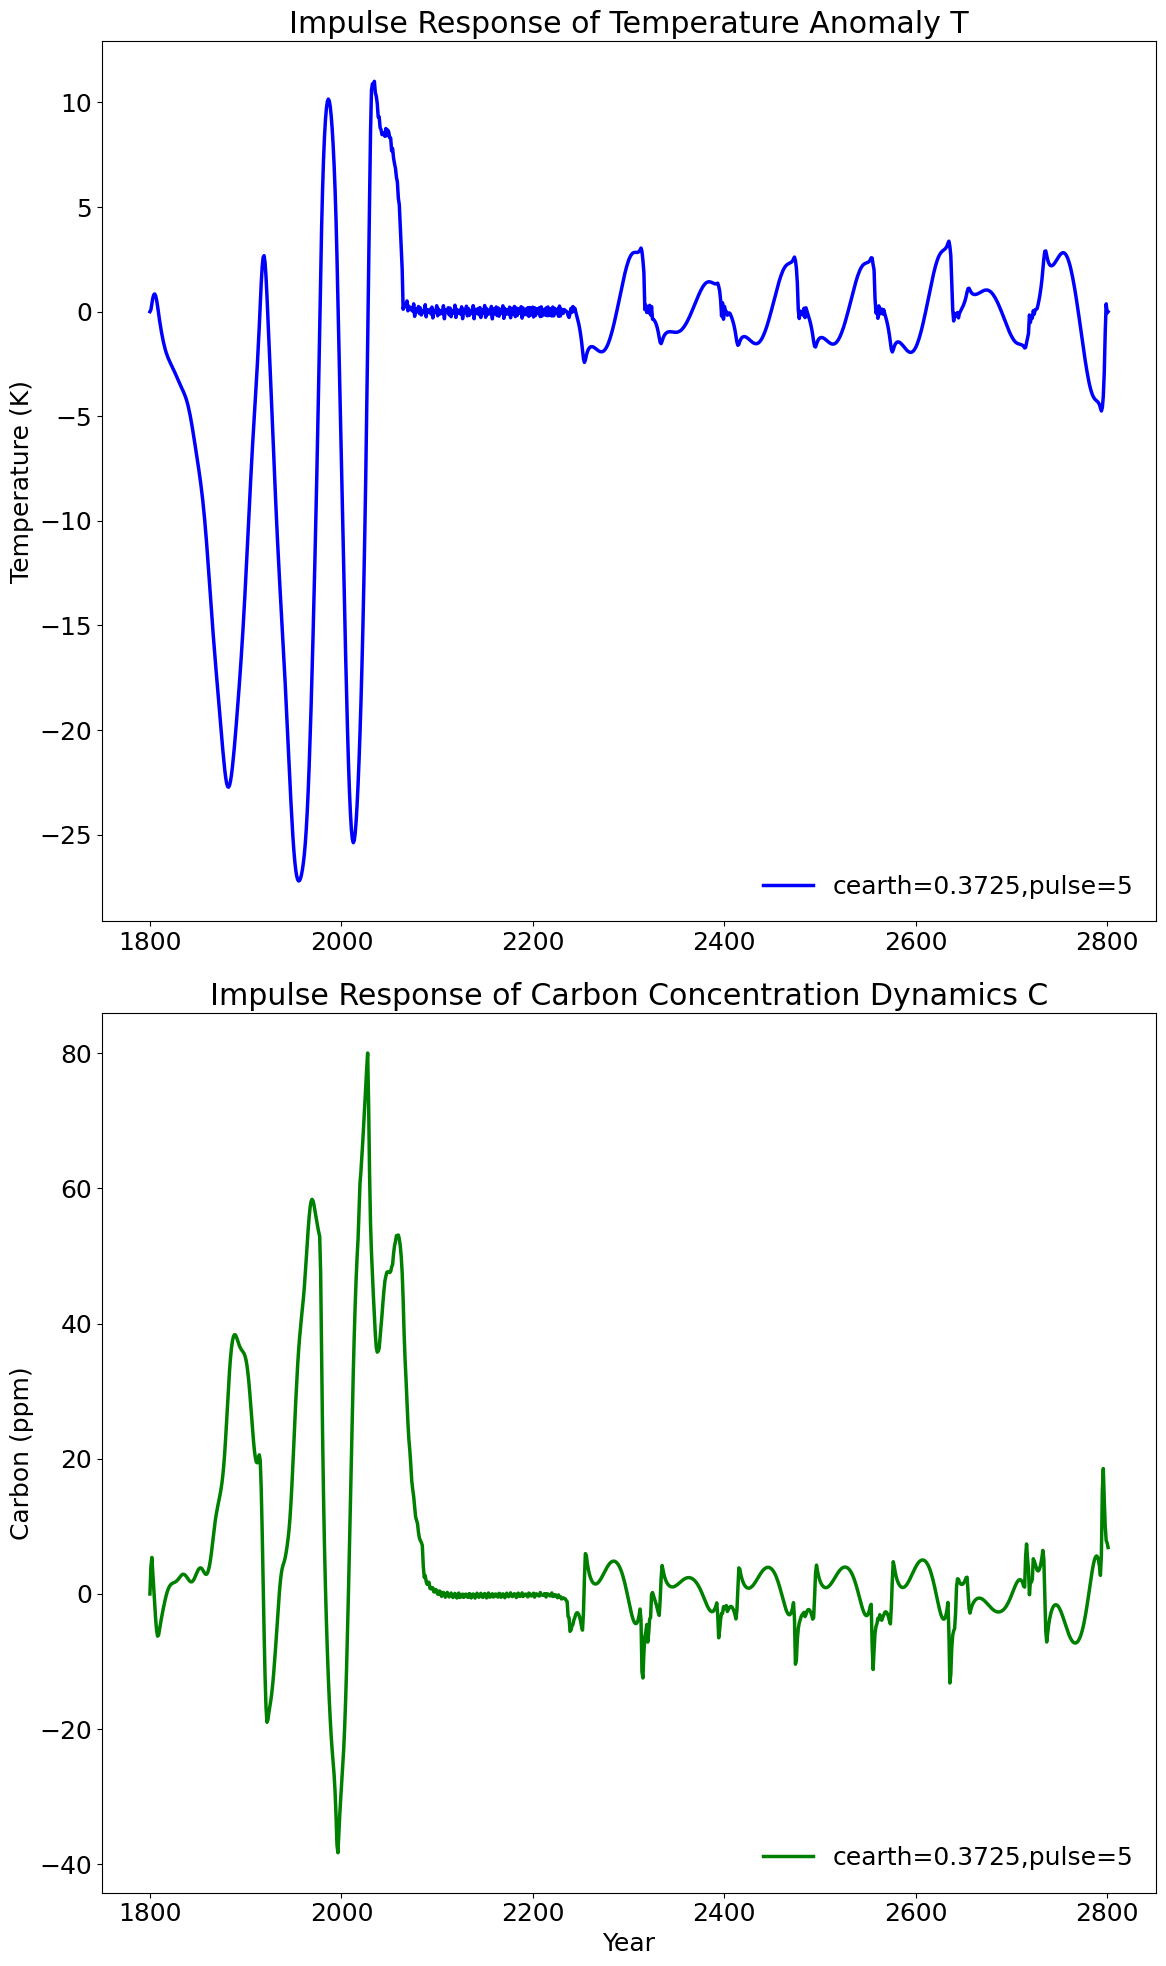 Impulse Response of Temperature Anomaly T
10
5
0
−5
−10
−15
−20
−25
Temperature (K)
cearth=0.3725,pulse=5
1800 2000 2200 2400 2600 2800
Impulse Response of Carbon Concentration Dynamics C
80
60
40
20
0
−20
−40
Carbon (ppm)
cearth=0.3725,pulse=5
1800 2000 2200 2400 2600 2800
Year